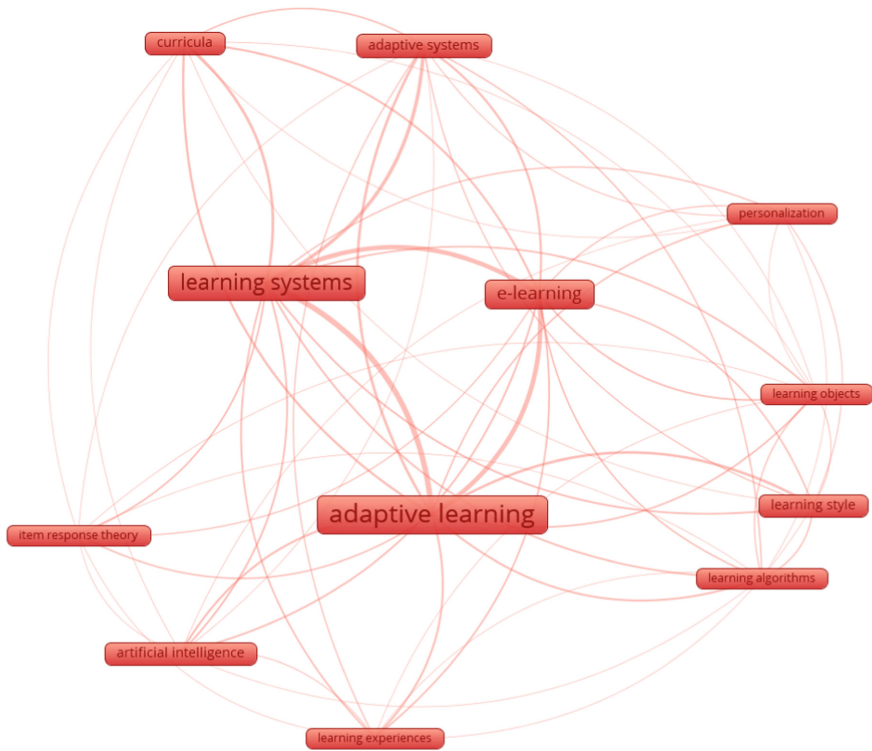 curricula
adaptive systems
personalization
learning systems
e-learning
learning objects
learning style
adaptive learning
item response theory
learning algorithms
artificial intelligence
learning experiences